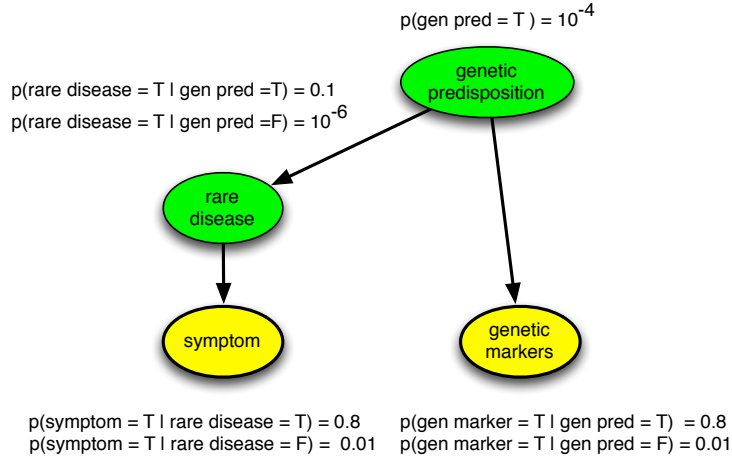 p(gen pred = T ) = 10^-4
genetic
predisposition
p(rare disease = T | gen pred =T) = 0.1
p(rare disease = T | gen pred =F) = 10^-6
rare
disease
symptom
genetic
markers
p(symptom = T | rare disease = T) = 0.8
p(symptom = T | rare disease = F) =  0.01
p(gen marker = T | gen pred = T)  = 0.8
p(gen marker = T | gen pred = F) = 0.01